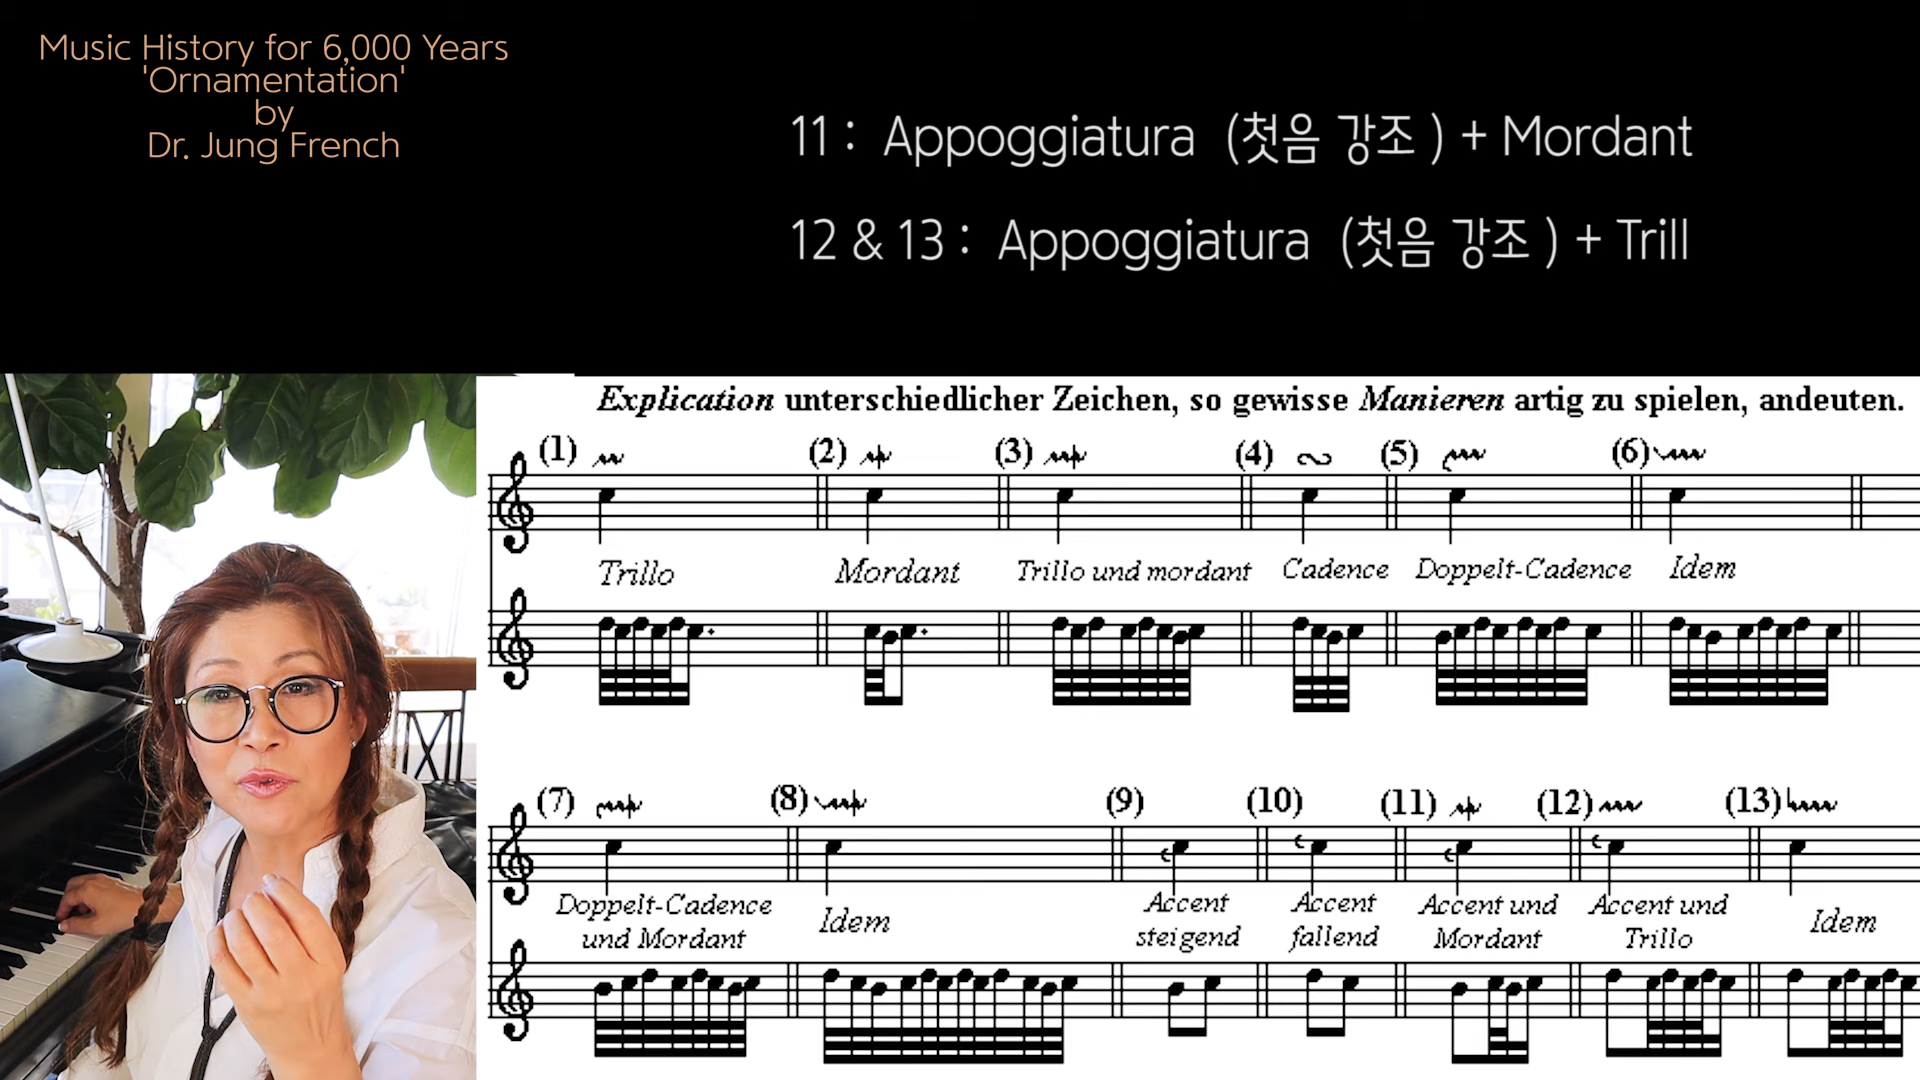 Music History for 6,000 Years
'Ornamentation'
by
Dr. Jung French
11 : Appoggiatura (첫음 강조 ) + Mordant
12 & 13 : Appoggiatura (첫음 강조 ) + Trill
Explication unterschiedlicher Zeichen, so gewisse Manieren artig zu spielen, andeuten.
(1) (2) (3) (4) (5) (6)
Trillo Mordant Trillo und mordant Cadence Doppelt-Cadence Idem
(7) (8) (9) (10) (11) (12) (13)
Doppelt-Cadence
und Mordant
Idem
Accent
steigend
Accent
fallend
Accent und
Mordant
Accent und
Trillo
Idem